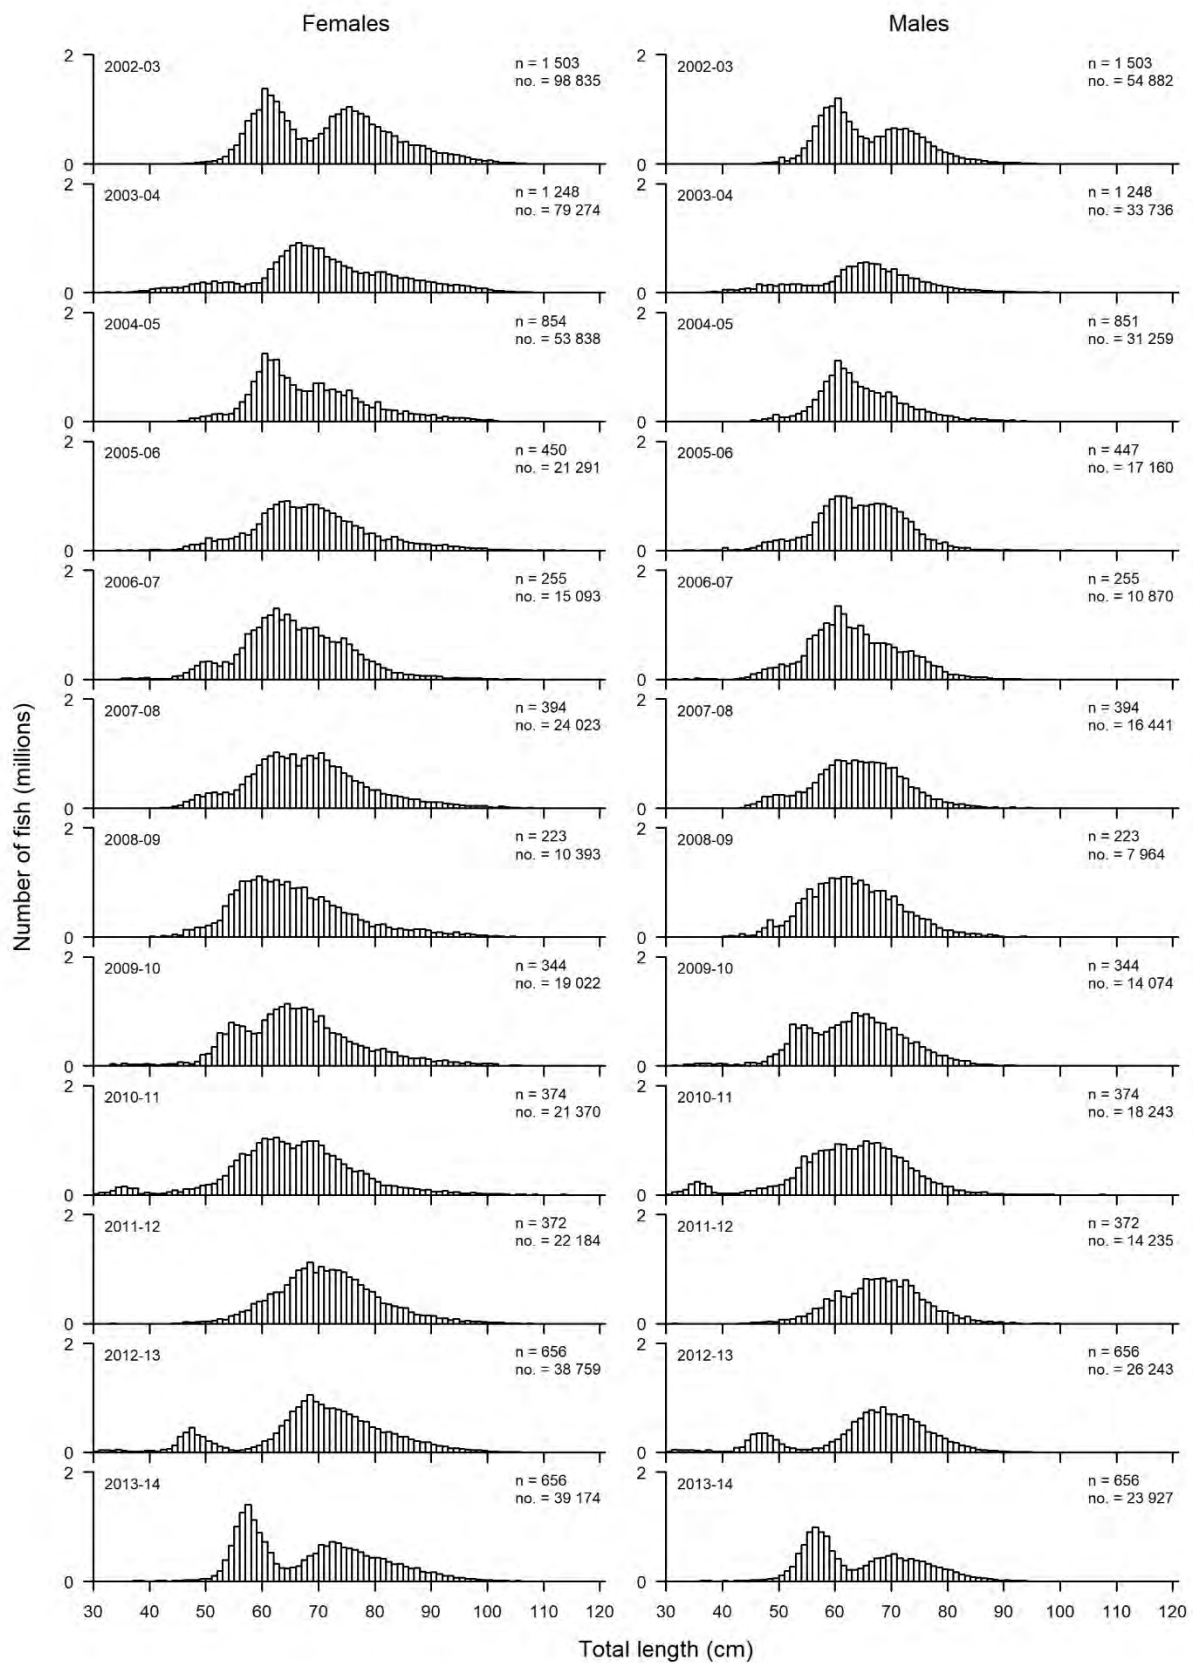 Females Males
Number of fish (millions)
2 2002-03 n = 1 503 2 2002-03 n = 1 503
no. = 98 835 no. = 54 882
0 0
2 2003-04 n = 1 248 2 2003-04 n = 1 248
no. = 79 274 no. = 33 736
0 0
2 2004-05 n = 854 2 2004-05 n = 851
no. = 53 838 no. = 31 259
0 0
2 2005-06 n = 450 2 2005-06 n = 447
no. = 21 291 no. = 17 160
0 0
2 2006-07 n = 255 2 2006-07 n = 255
no. = 15 093 no. = 10 870
0 0
2 2007-08 n = 394 2 2007-08 n = 394
no. = 24 023 no. = 16 441
0 0
2 2008-09 n = 223 2 2008-09 n = 223
no. = 10 393 no. = 7 964
0 0
2 2009-10 n = 344 2 2009-10 n = 344
no. = 19 022 no. = 14 074
0 0
2 2010-11 n = 374 2 2010-11 n = 374
no. = 21 370 no. = 18 243
0 0
2 2011-12 n = 372 2 2011-12 n = 372
no. = 22 184 no. = 14 235
0 0
2 2012-13 n = 656 2 2012-13 n = 656
no. = 38 759 no. = 26 243
0 0
2 2013-14 n = 656 2 2013-14 n = 656
no. = 39 174 no. = 23 927
0 0
30 40 50 60 70 80 90 100 110 120 30 40 50 60 70 80 90 100 110 120
Total length (cm)